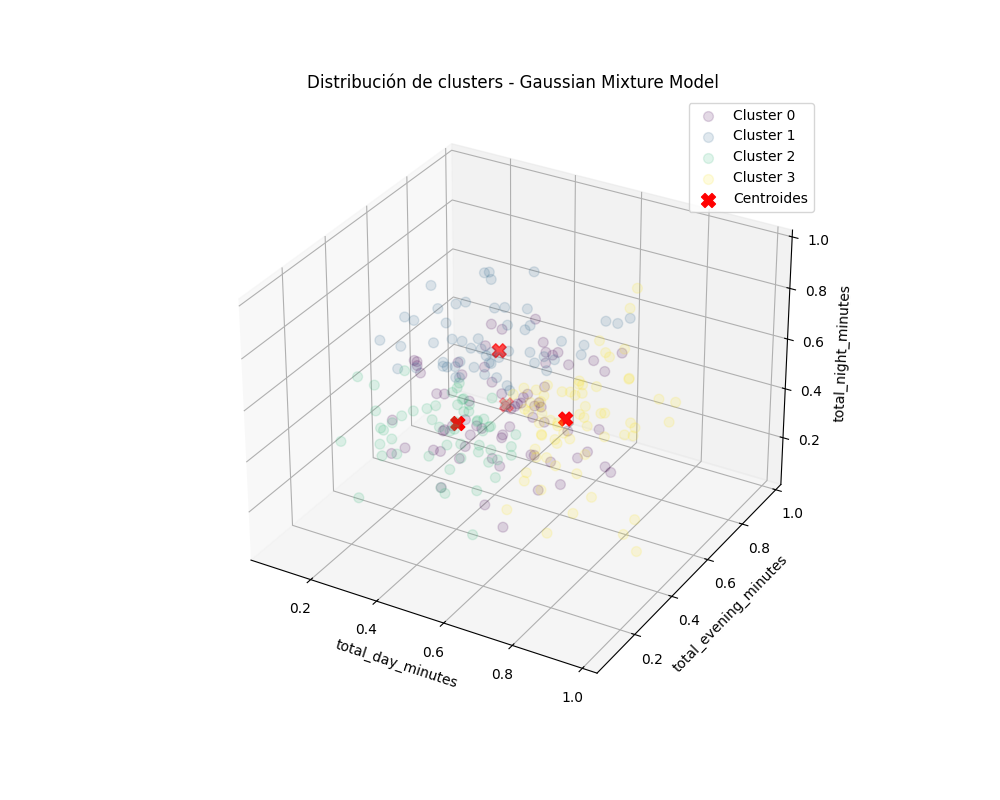 Distribución de clusters - Gaussian Mixture Model
Cluster 0
Cluster 1
Cluster 2
Cluster 3
Centroides
1.0
0.8
0.6
0.4
0.2
total_night_minutes
1.0
0.8
0.6
0.4
0.2
total_evening_minutes
0.2
0.4
0.6
0.8
1.0
total_day_minutes